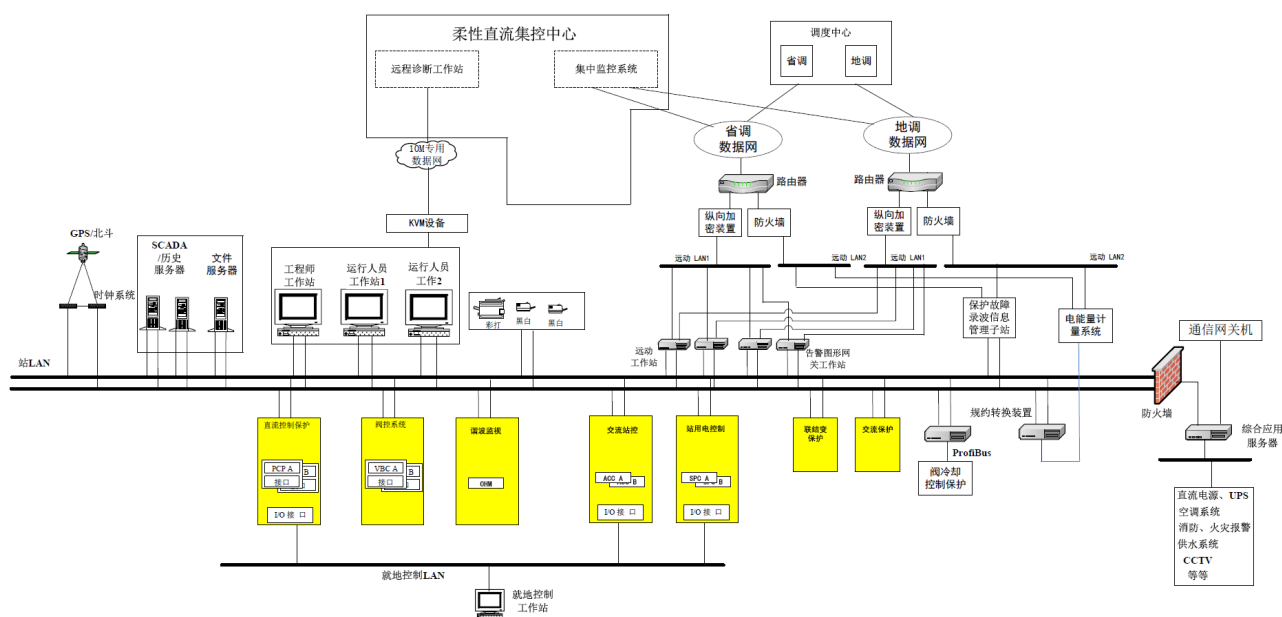 柔性直流集控中心
远程诊断工作站
集中监控系统
调度中心
省调
地调
10M专用
数据网
省调
数据网
地调
数据网
路由器
路由器
KVM设备
纵向加
密装置
防火墙
纵向加
密装置
防火墙
GPS/北斗
时钟系统
SCADA
/历史
服务器
文件
服务器
工程师
工作站
运行人员
工作站1
运行人员
工作2
彩打
黑白
黑白
远动 LAN1
远动 LAN2
远动 LAN1
远动 LAN2
远动
工作站
告警图形网
关工作站
保护故障
录波信息
管理子站
电能量计
量系统
通信网关机
站LAN
防火墙
综合应用
服务器
直流控制保护
PCP A
B
接口
I/O 接 口
阀控系统
VBC A
B
接口
谐波监视
OHM
交流站控
ACC A
B
I/O 接 口
站用电控制
SPC A
B
I/O 接 口
联结变
保护
交流保护
ProfiBus
阀冷却
控制保护
规约转换装置
直流电源、UPS
空调系统
消防、火灾报警
供水系统
CCTV
等等
就地控制LAN
就地控制
工作站